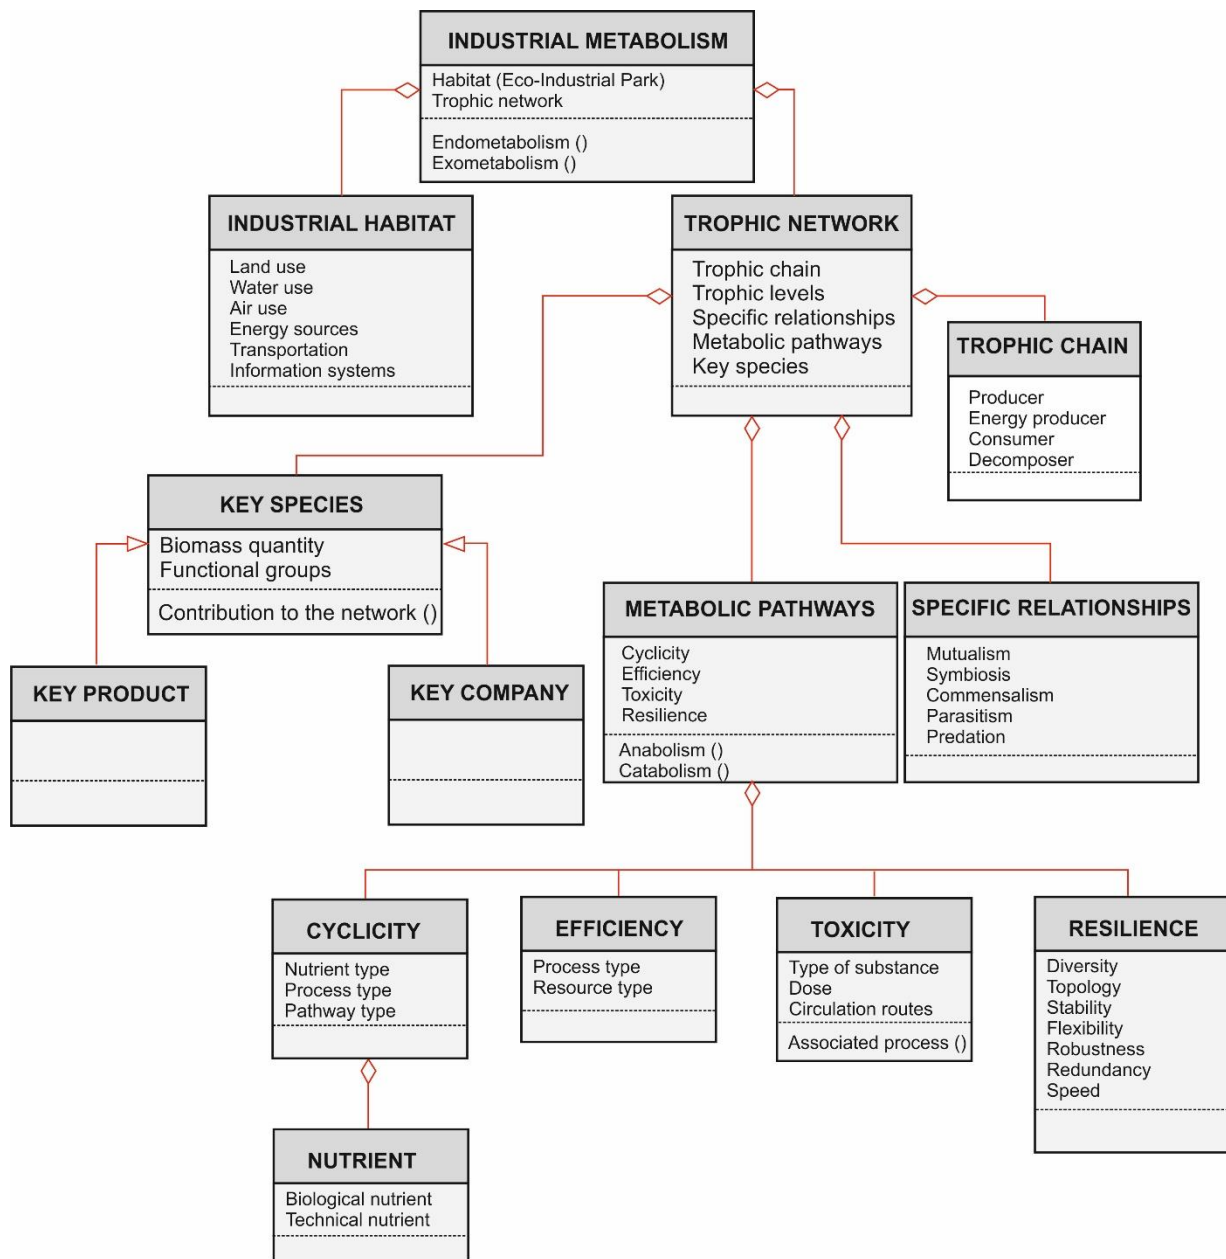 INDUSTRIAL METABOLISM
Habitat (Eco-Industrial Park)
Trophic network
Endometabolism ()
Exometabolism ()
INDUSTRIAL HABITAT
Land use
Water use
Air use
Energy sources
Transportation
Information systems
TROPHIC NETWORK
Trophic chain
Trophic levels
Specific relationships
Metabolic pathways
Key species
TROPHIC CHAIN
Producer
Energy producer
Consumer
Decomposer
KEY SPECIES
Biomass quantity
Functional groups
Contribution to the network ()
KEY PRODUCT
KEY COMPANY
METABOLIC PATHWAYS
Cyclicity
Efficiency
Toxicity
Resilience
Anabolism ()
Catabolism ()
SPECIFIC RELATIONSHIPS
Mutualism
Symbiosis
Commensalism
Parasitism
Predation
CYCLICITY
Nutrient type
Process type
Pathway type
EFFICIENCY
Process type
Resource type
TOXICITY
Type of substance
Dose
Circulation routes
Associated process ()
RESILIENCE
Diversity
Topology
Stability
Flexibility
Robustness
Redundancy
Speed
NUTRIENT
Biological nutrient
Technical nutrient